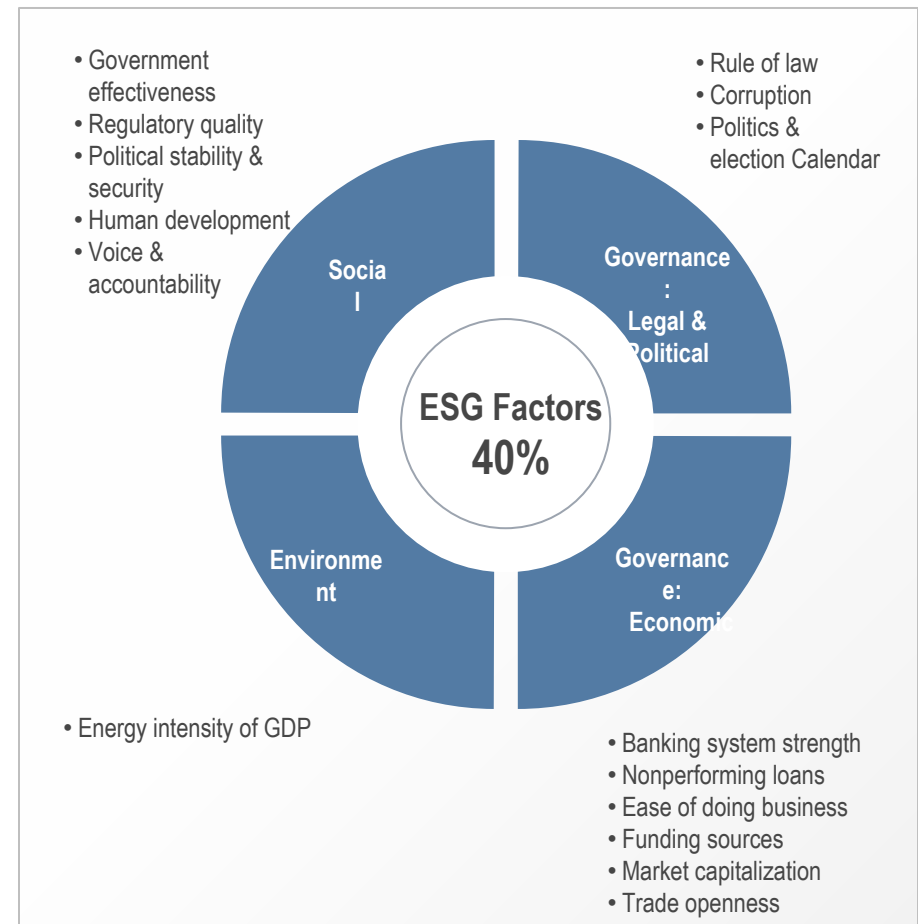 • Government
effectiveness
• Regulatory quality
• Political stability &
security
• Human development
• Voice &
accountability
• Rule of law
• Corruption
• Politics &
election Calendar
Socia
l
Governance
:
Legal &
Political
ESG Factors
40%
Environme
nt
Governanc
e:
Economic
• Energy intensity of GDP
• Banking system strength
• Nonperforming loans
• Ease of doing business
• Funding sources
• Market capitalization
• Trade openness